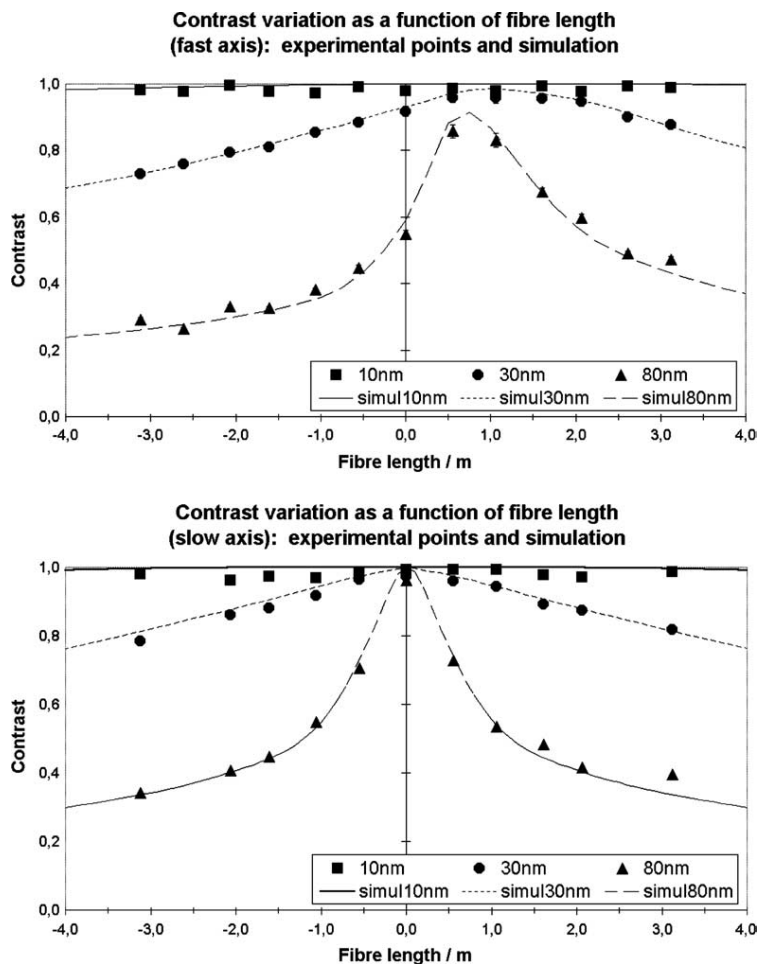 Contrast variation as a function of fibre length
(fast axis): experimental points and simulation
1,0
0,8
0,6
0,4
0,2
0,0
Contrast
10nm 30nm 80nm
simul10nm simul30nm simul80nm
-4,0 -3,0 -2,0 -1,0 0,0 1,0 2,0 3,0 4,0
Fibre length / m
Contrast variation as a function of fibre length
(slow axis): experimental points and simulation
1,0
0,8
0,6
0,4
0,2
0,0
Contrast
10nm 30nm 80nm
simul10nm simul30nm simul80nm
-4,0 -3,0 -2,0 -1,0 0,0 1,0 2,0 3,0 4,0
Fibre length / m